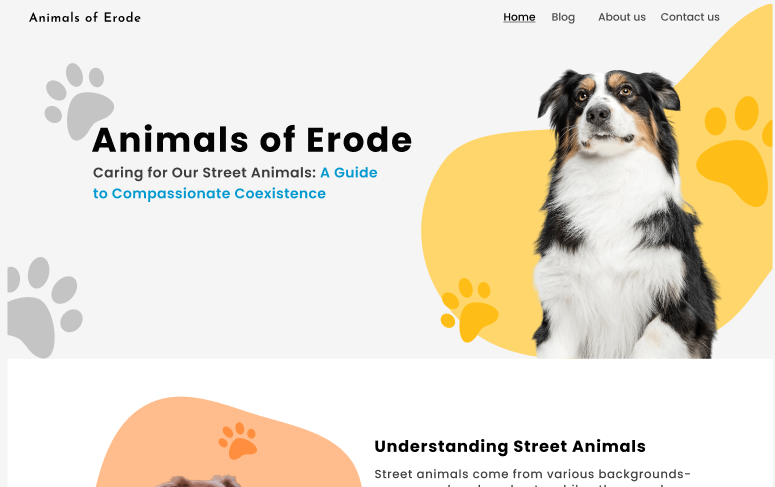 Animals of Erode
Home Blog About us Contact us
Animals of Erode
Caring for Our Street Animals: A Guide
to Compassionate Coexistence
Understanding Street Animals
Street animals come from various backgrounds-